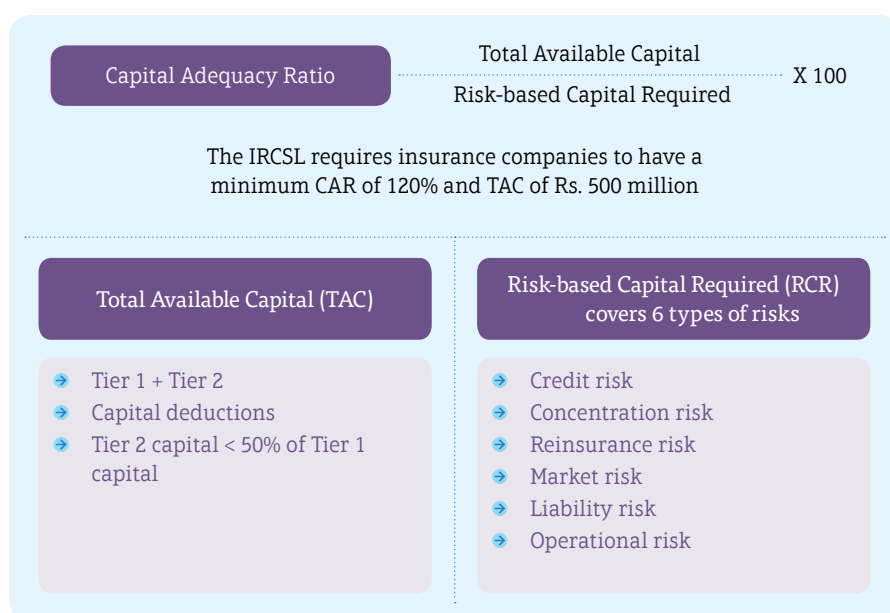 Capital Adequacy Ratio
Total Available Capital
Risk-based Capital Required
X 100
The IRCSL requires insurance companies to have a
minimum CAR of 120% and TAC of Rs. 500 million
Total Available Capital (TAC)
Tier 1 + Tier 2
Capital deductions
Tier 2 capital < 50% of Tier 1
capital
Risk-based Capital Required (RCR)
covers 6 types of risks
Credit risk
Concentration risk
Reinsurance risk
Market risk
Liability risk
Operational risk